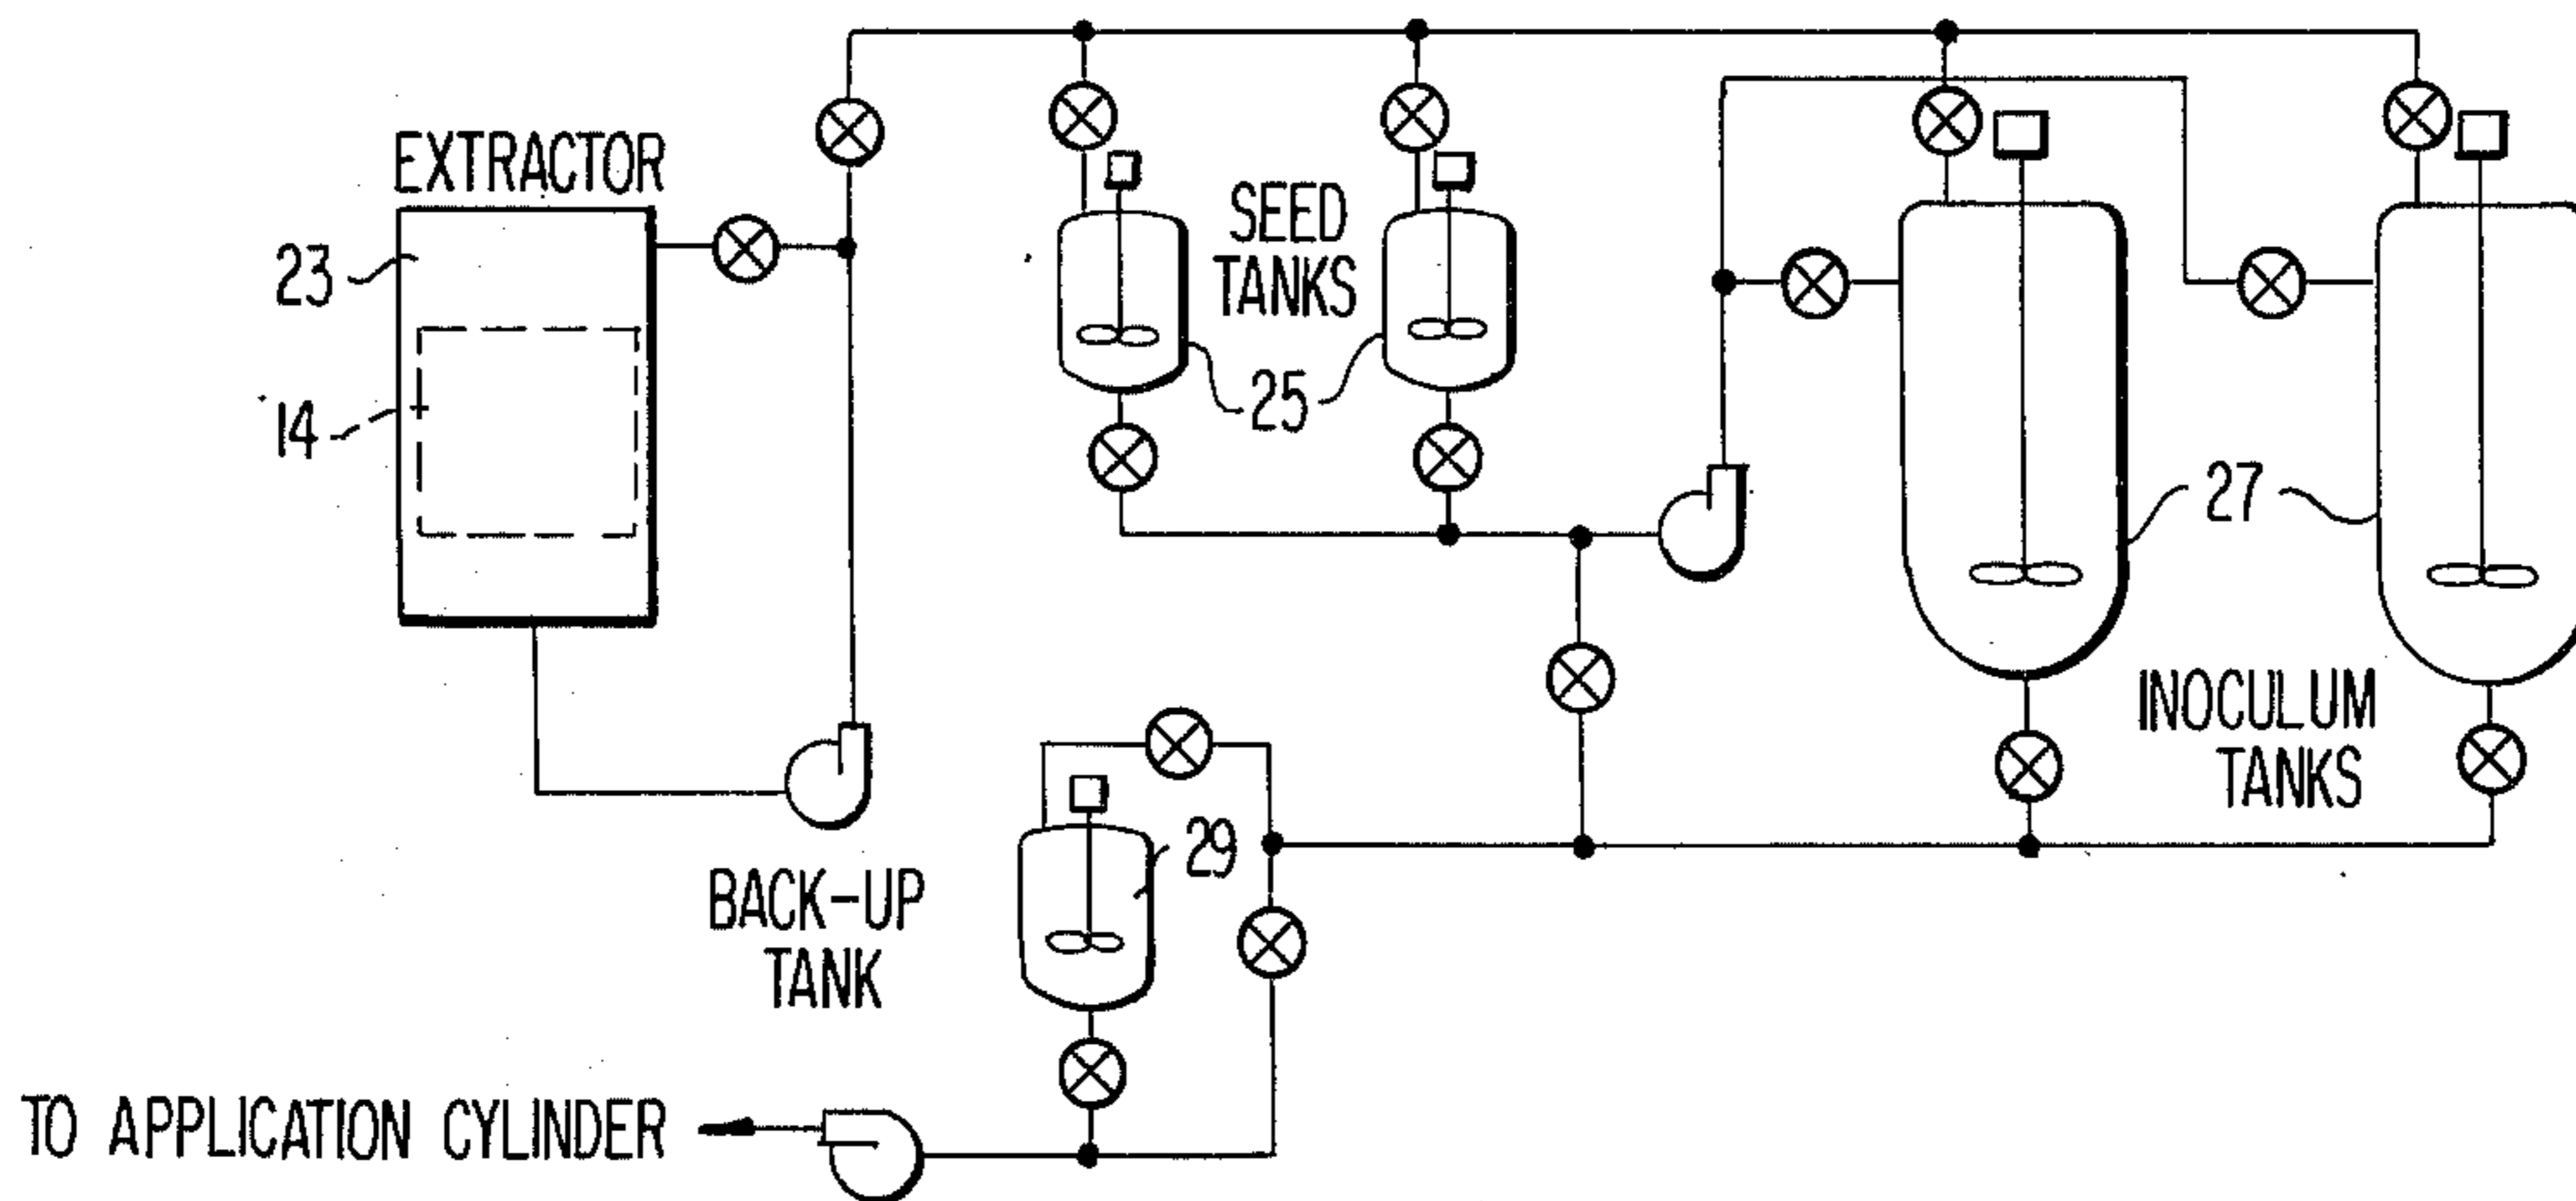 EXTRACTOR
23
14
SEED
TANKS
25
27
INOCULUM
TANKS
29
BACK-UP
TANK
TO APPLICATION CYLINDER